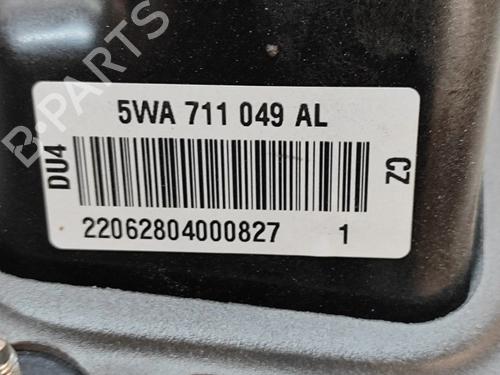 B-PARTS
5WA 711 049 AL
DU4
CZ
22062804000827 1